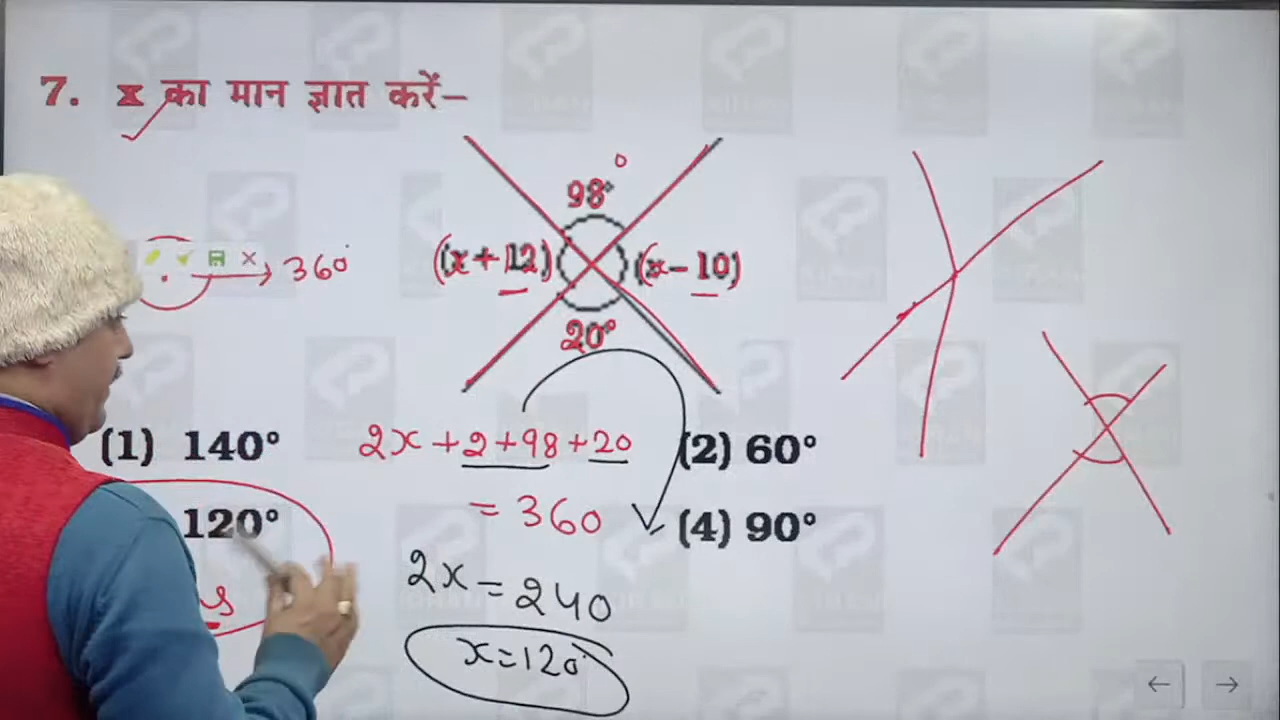 7. x का मान ज्ञात करें–
98°
(x+12)
(x–10)
20°
360°
(1) 140°
(2) 60°
120°
(4) 90°
2x+2+98+20
=360
2x=240
x=120°